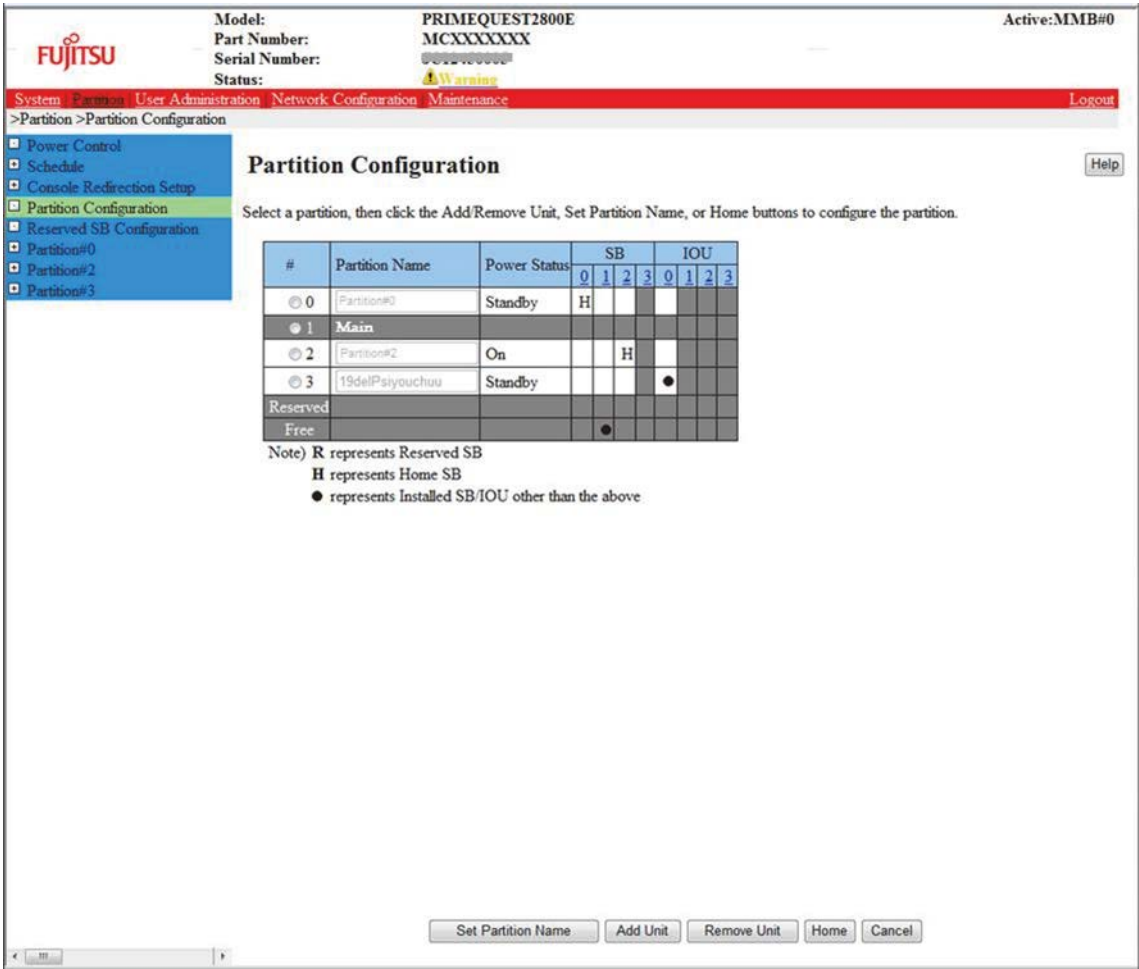 FUJITSU
Model: PRIMEQUEST2800E Active:MMB#0
Part Number: MCXXXXXXX
Serial Number:
Status: Warning
System Partition User Administration Network Configuration Maintenance Logout
>Partition >Partition Configuration
Power Control
Schedule
Console Redirection Setup
Partition Configuration
Reserved SB Configuration
Partition#0
Partition#2
Partition#3
Partition Configuration
Help
Select a partition, then click the Add/Remove Unit, Set Partition Name, or Home buttons to configure the partition.
# Partition Name Power Status SB IOU
0 1 2 3 0 1 2 3
0 Partition#0 Standby H
1 Main
2 Partition#2 On H
3 19delPsiyouchuu Standby ●
Reserved
Free ●
Note) R represents Reserved SB
H represents Home SB
● represents Installed SB/IOU other than the above
Set Partition Name Add Unit Remove Unit Home Cancel